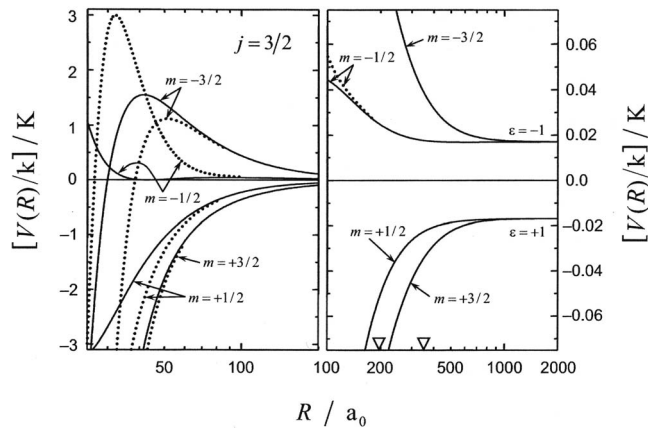 [V(R)/k] / K
3
2
1
0
−1
−2
−3
j = 3/2
m = −3/2
m = −1/2
m = +3/2
m = +1/2
50
100
m = −1/2
m = −3/2
ε = −1
ε = +1
m = +1/2
m = +3/2
100
200
500
1000
2000
0.06
0.04
0.02
0.0
−0.02
−0.04
−0.06
[V(R)/k] / K
R / a₀